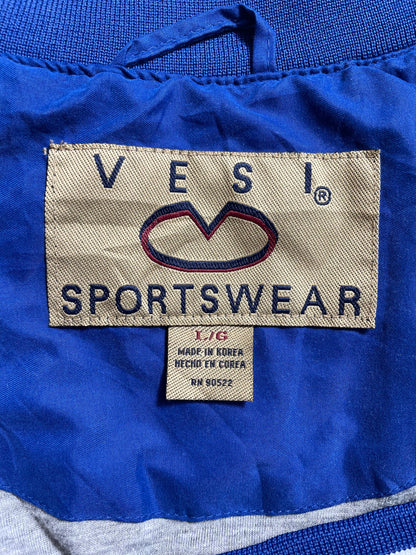 VESI®
SPORTSWEAR
L/G
MADE IN KOREA
HECHO EN COREA
RN 90522